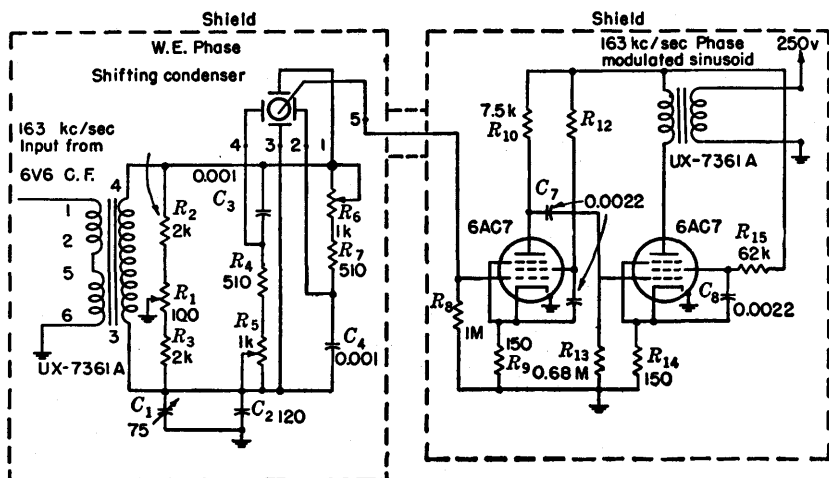 Shield
W.E. Phase
Shifting condenser
163 kc/sec
Input from
6V6 C.F.
4
1
2
5
6
3
UX-7361A
R2
2k
R1
100
R3
2k
C1
75
C2 120
0.001
C3
R4
510
R5
1k
4 3 2 1
R6
1k
R7
510
C4
0.001
5
Shield
163 kc/sec Phase
modulated sinusoid
250v
7.5k
R10
R12
UX-7361A
C7
0.0022
6AC7
6AC7
R15
62k
R8
1M
150
R9
R13
0.68M
R14
150
C8
0.0022